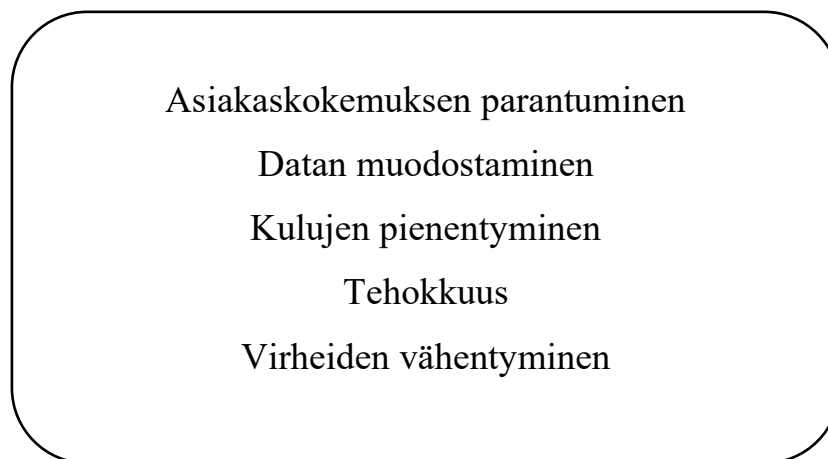 Asiakaskokemuksen parantuminen
Datan muodostaminen
Kulujen pienentyminen
Tehokkuus
Virheiden vähentyminen